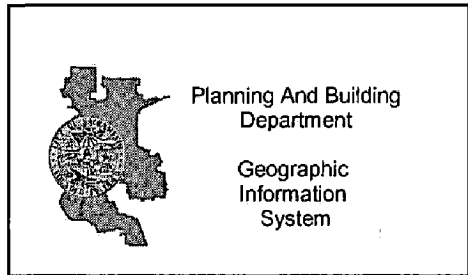 Planning And Building
Department
Geographic
Information
System